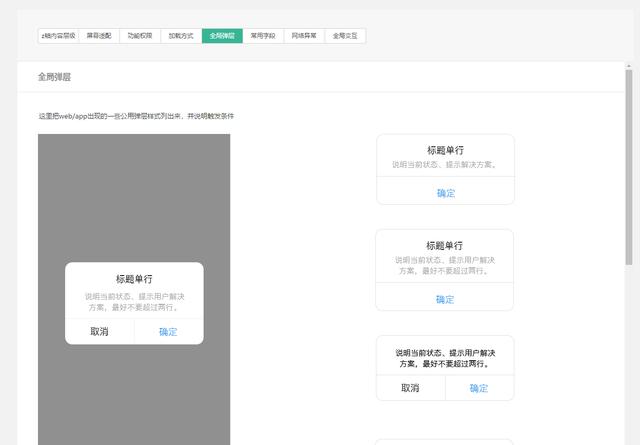 z轴内容层级 屏幕适配 功能权限 加载方式 全局弹层 常用字段 网络异常 全局交互
全局弹层
这里把web/app出现的一些公用弹层样式列出来，并说明触发条件
标题单行
说明当前状态、提示用户解决
方案，最好不要超过两行。
取消 确定
标题单行
说明当前状态、提示解决方案。
确定
标题单行
说明当前状态、提示用户解决
方案，最好不要超过两行。
确定
说明当前状态、提示用户解决
方案，最好不要超过两行。
取消 确定